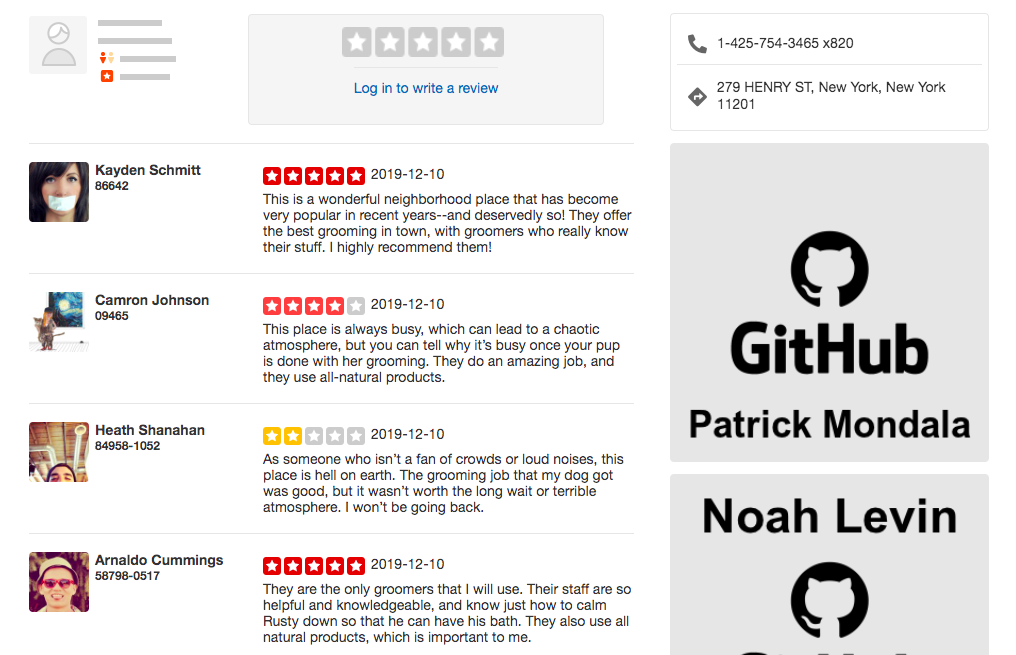 Log in to write a review
1-425-754-3465 x820
279 HENRY ST, New York, New York
11201
Kayden Schmitt
86642
2019-12-10
This is a wonderful neighborhood place that has become
very popular in recent years--and deservedly so! They offer
the best grooming in town, with groomers who really know
their stuff. I highly recommend them!
Camron Johnson
09465
2019-12-10
This place is always busy, which can lead to a chaotic
atmosphere, but you can tell why it’s busy once your pup
is done with her grooming. They do an amazing job, and
they use all-natural products.
Heath Shanahan
84958-1052
2019-12-10
As someone who isn’t a fan of crowds or loud noises, this
place is hell on earth. The grooming job that my dog got
was good, but it wasn’t worth the long wait or terrible
atmosphere. I won’t be going back.
Arnaldo Cummings
58798-0517
2019-12-10
They are the only groomers that I will use. Their staff are so
helpful and knowledgeable, and know just how to calm
Rusty down so that he can have his bath. They also use all
natural products, which is important to me.
GitHub
Patrick Mondala
Noah Levin